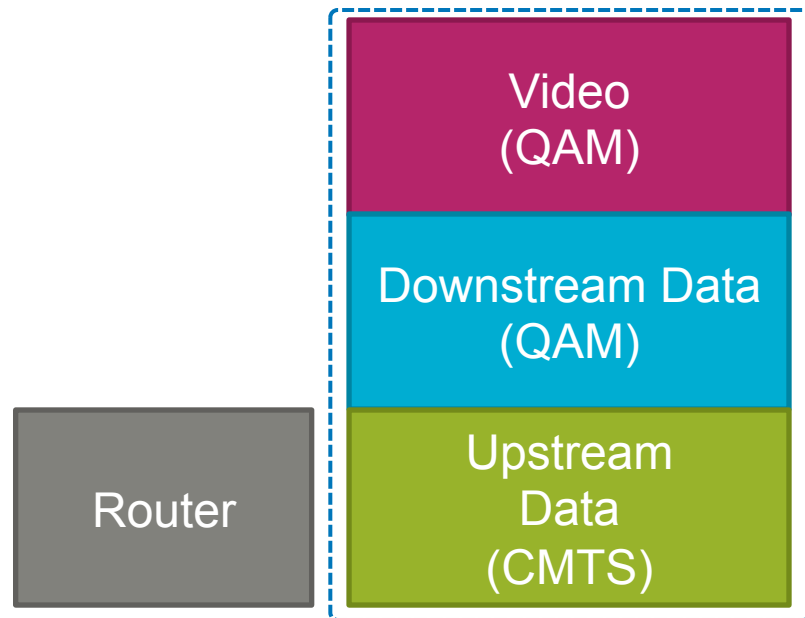 Video
(QAM)
Downstream Data
(QAM)
Router
Upstream
Data
(CMTS)